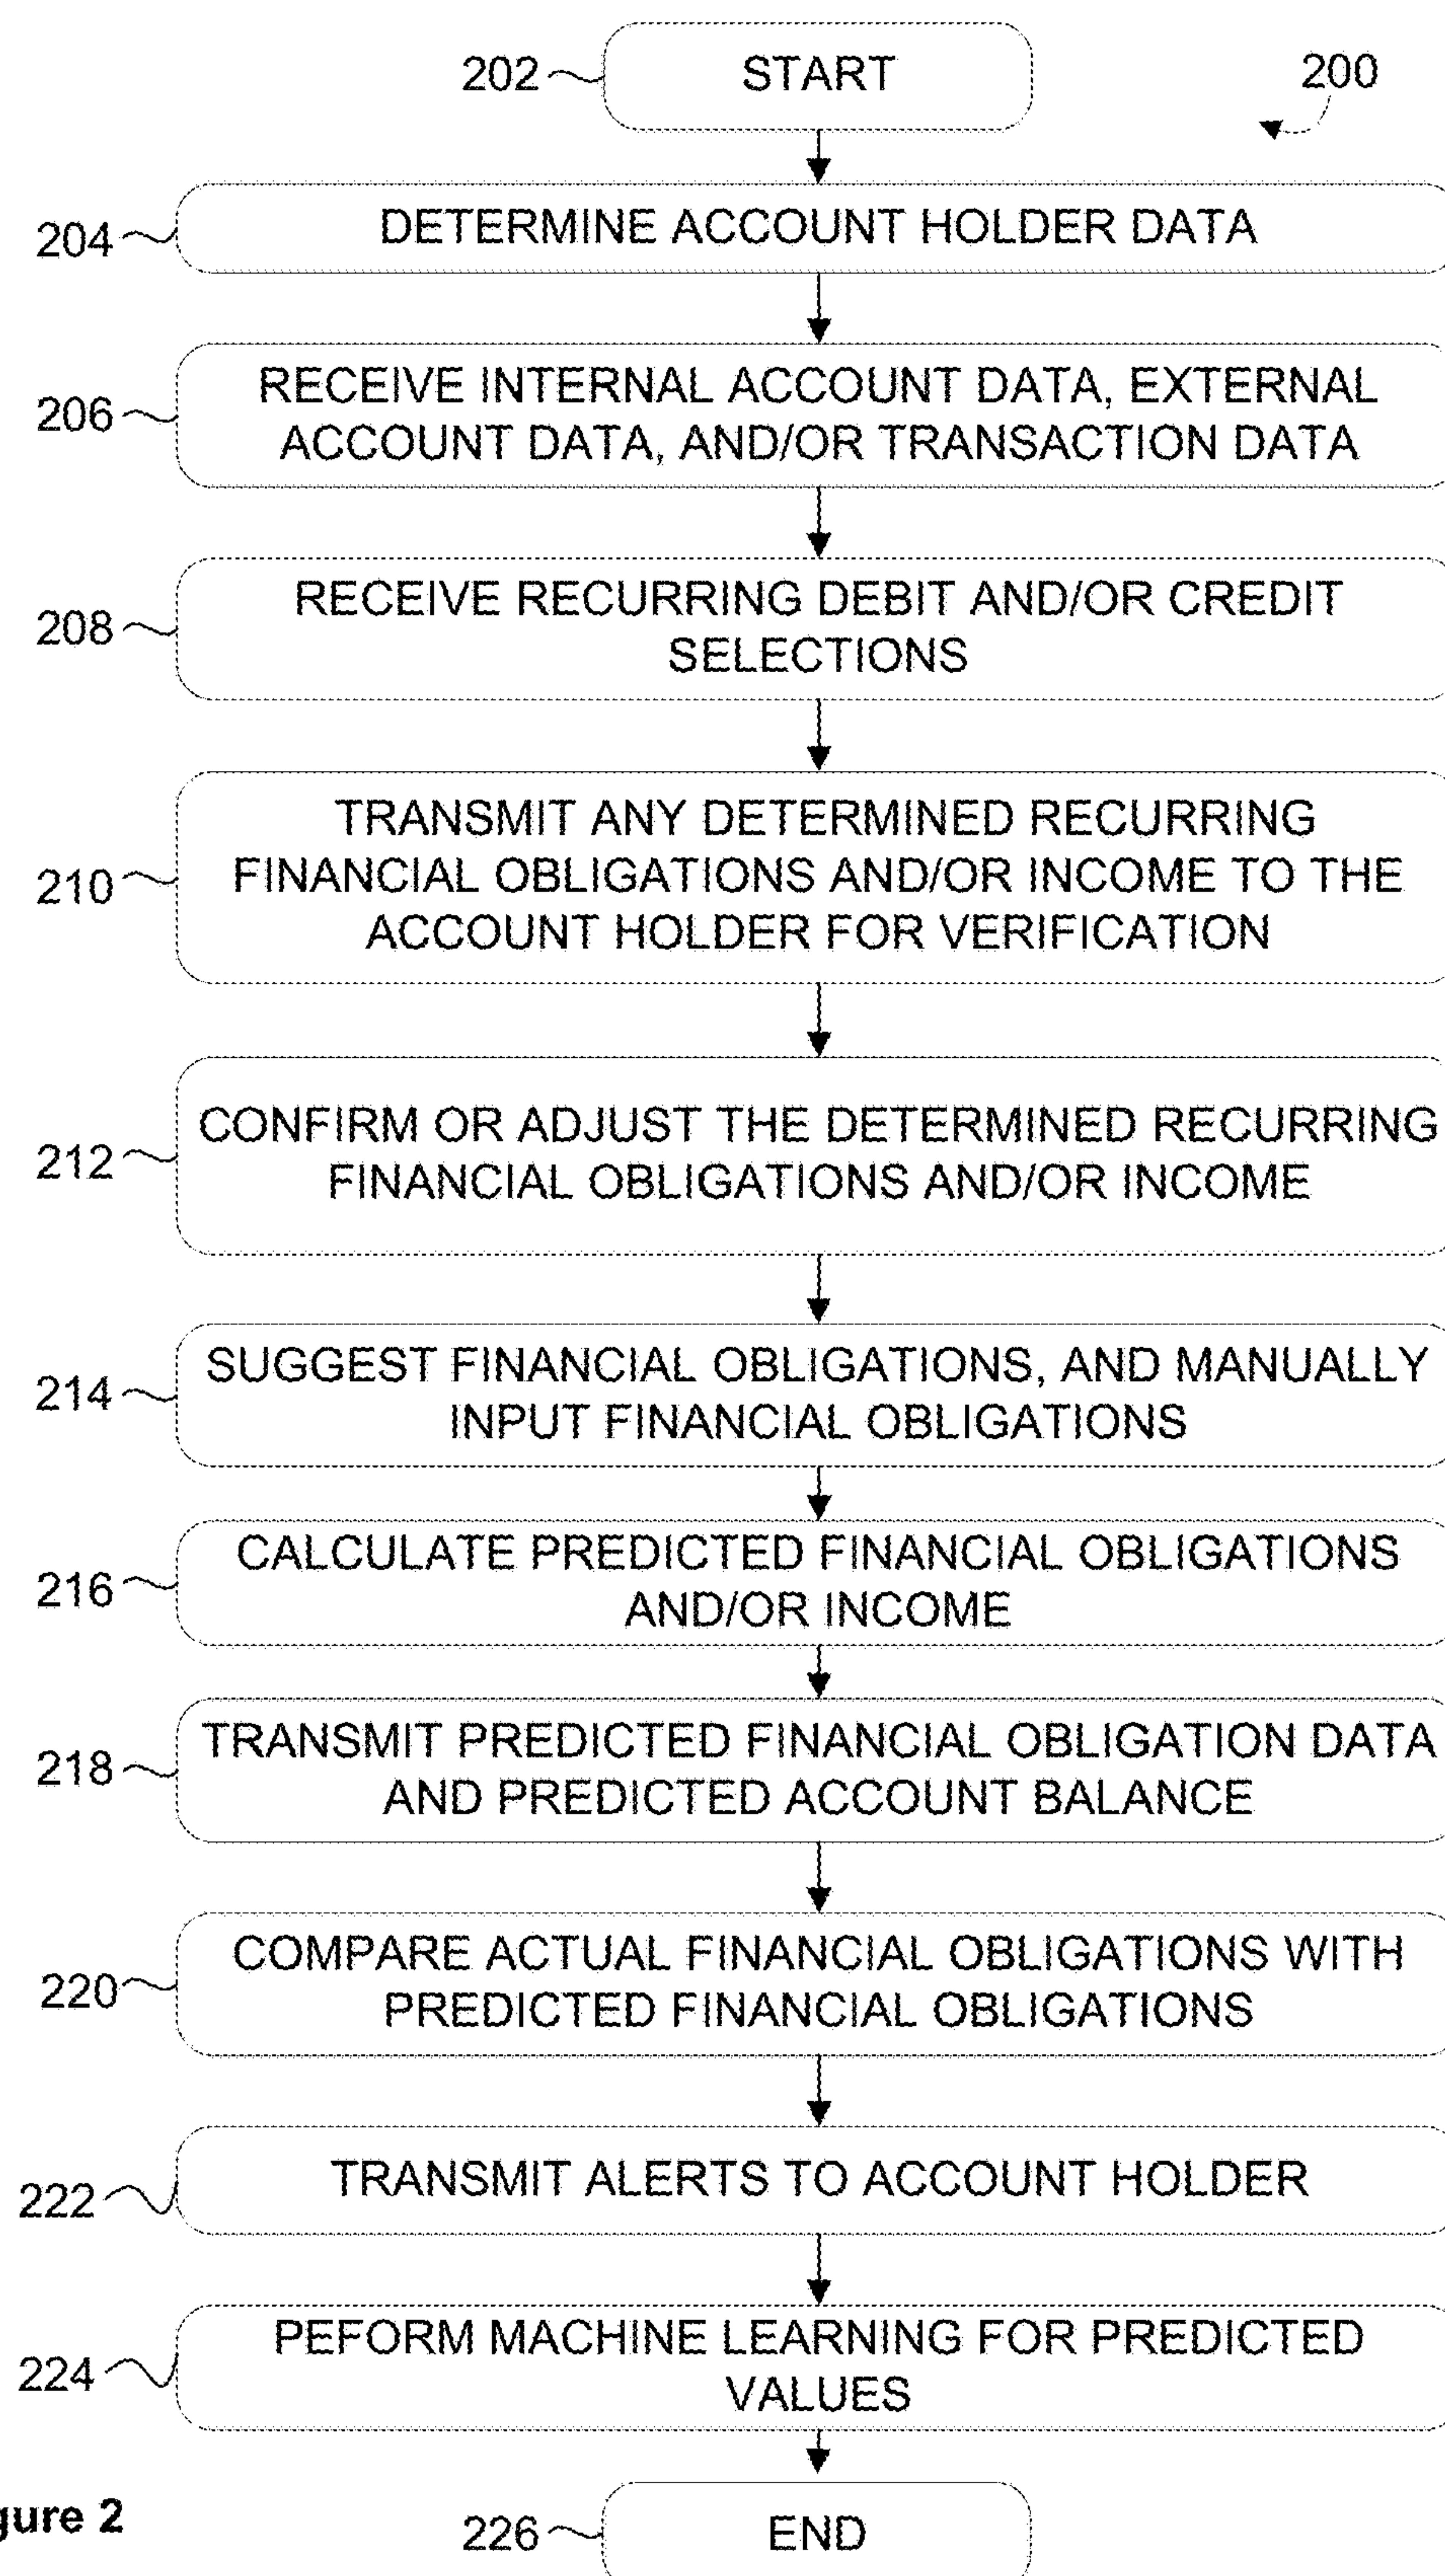 202
START
200
204
DETERMINE ACCOUNT HOLDER DATA
206
RECEIVE INTERNAL ACCOUNT DATA, EXTERNAL
ACCOUNT DATA, AND/OR TRANSACTION DATA
208
RECEIVE RECURRING DEBIT AND/OR CREDIT
SELECTIONS
210
TRANSMIT ANY DETERMINED RECURRING
FINANCIAL OBLIGATIONS AND/OR INCOME TO THE
ACCOUNT HOLDER FOR VERIFICATION
212
CONFIRM OR ADJUST THE DETERMINED RECURRING
FINANCIAL OBLIGATIONS AND/OR INCOME
214
SUGGEST FINANCIAL OBLIGATIONS, AND MANUALLY
INPUT FINANCIAL OBLIGATIONS
216
CALCULATE PREDICTED FINANCIAL OBLIGATIONS
AND/OR INCOME
218
TRANSMIT PREDICTED FINANCIAL OBLIGATION DATA
AND PREDICTED ACCOUNT BALANCE
220
COMPARE ACTUAL FINANCIAL OBLIGATIONS WITH
PREDICTED FINANCIAL OBLIGATIONS
222
TRANSMIT ALERTS TO ACCOUNT HOLDER
224
PEFORM MACHINE LEARNING FOR PREDICTED
VALUES
gure 2
226
END